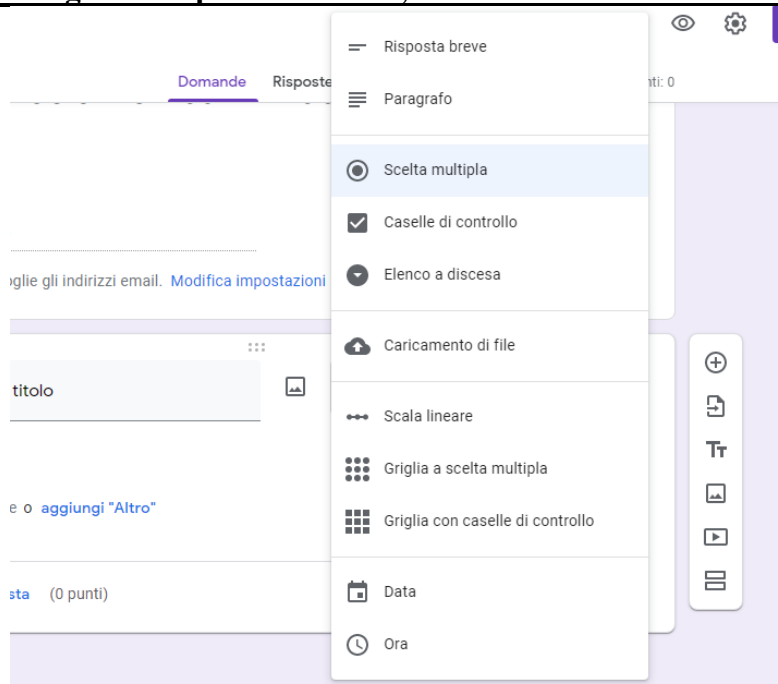 Risposta breve
Domande Risposte nti: 0
Paragrafo
Scelta multipla
Caselle di controllo
oglie gli indirizzi email. Modifica impostazioni
Elenco a discesa
Caricamento di file
titolo
Scala lineare
Griglia a scelta multipla
e o aggiungi "Altro"
Griglia con caselle di controllo
sta (0 punti)
Data
Ora